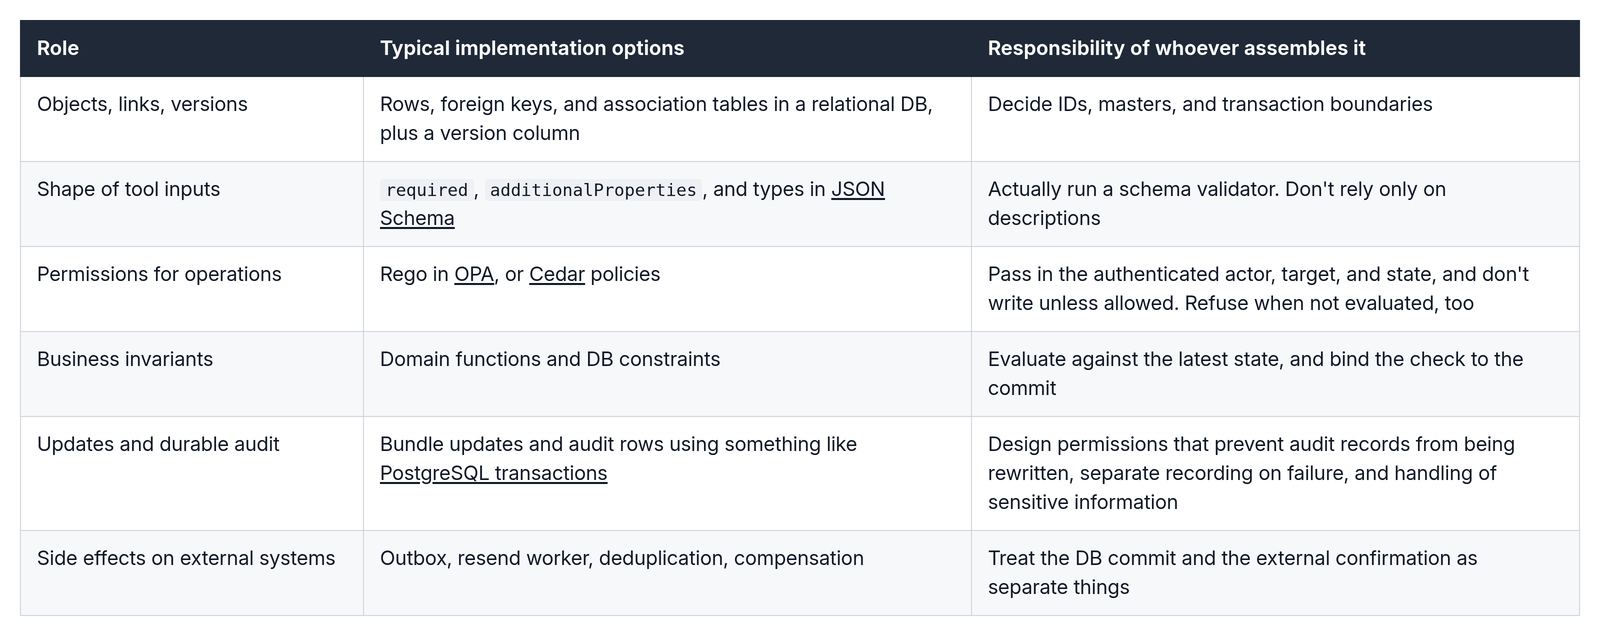 Role
Typical implementation options
Responsibility of whoever assembles it
Objects, links, versions
Rows, foreign keys, and association tables in a relational DB,
plus a version column
Decide IDs, masters, and transaction boundaries
Shape of tool inputs
required, additionalProperties, and types in JSON
Schema
Actually run a schema validator. Don't rely only on
descriptions
Permissions for operations
Rego in OPA, or Cedar policies
Pass in the authenticated actor, target, and state, and don't
write unless allowed. Refuse when not evaluated, too
Business invariants
Domain functions and DB constraints
Evaluate against the latest state, and bind the check to the
commit
Updates and durable audit
Bundle updates and audit rows using something like
PostgreSQL transactions
Design permissions that prevent audit records from being
rewritten, separate recording on failure, and handling of
sensitive information
Side effects on external systems
Outbox, resend worker, deduplication, compensation
Treat the DB commit and the external confirmation as
separate things